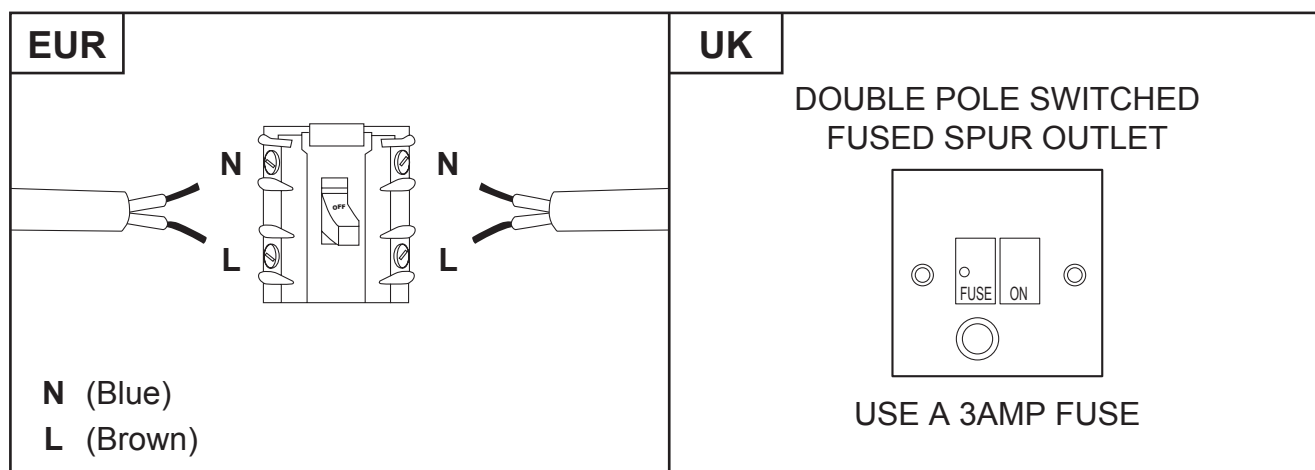 EUR
N
N
OFF
L
L
N (Blue)
L (Brown)
UK
DOUBLE POLE SWITCHED
FUSED SPUR OUTLET
FUSE ON
USE A 3AMP FUSE